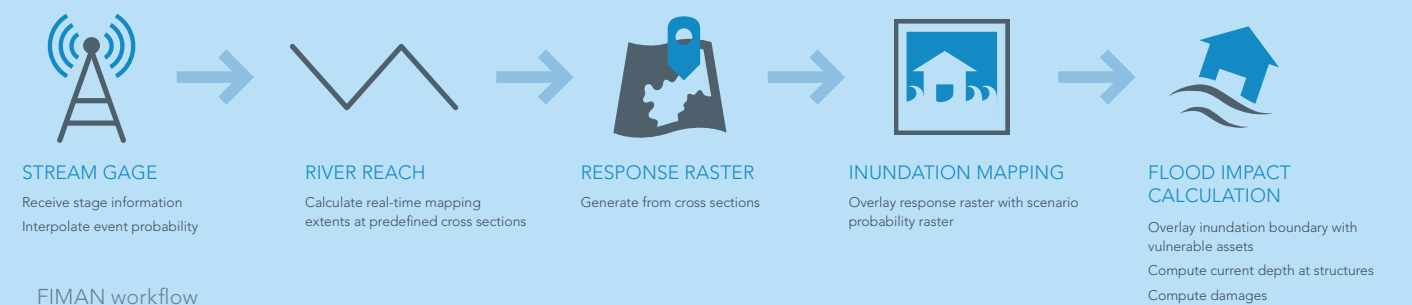 STREAM GAGE
Receive stage information
Interpolate event probability
RIVER REACH
Calculate real-time mapping
extents at predefined cross sections
RESPONSE RASTER
Generate from cross sections
INUNDATION MAPPING
Overlay response raster with scenario
probability raster
FLOOD IMPACT
CALCULATION
Overlay inundation boundary with
vulnerable assets
Compute current depth at structures
Compute damages
FIMAN workflow